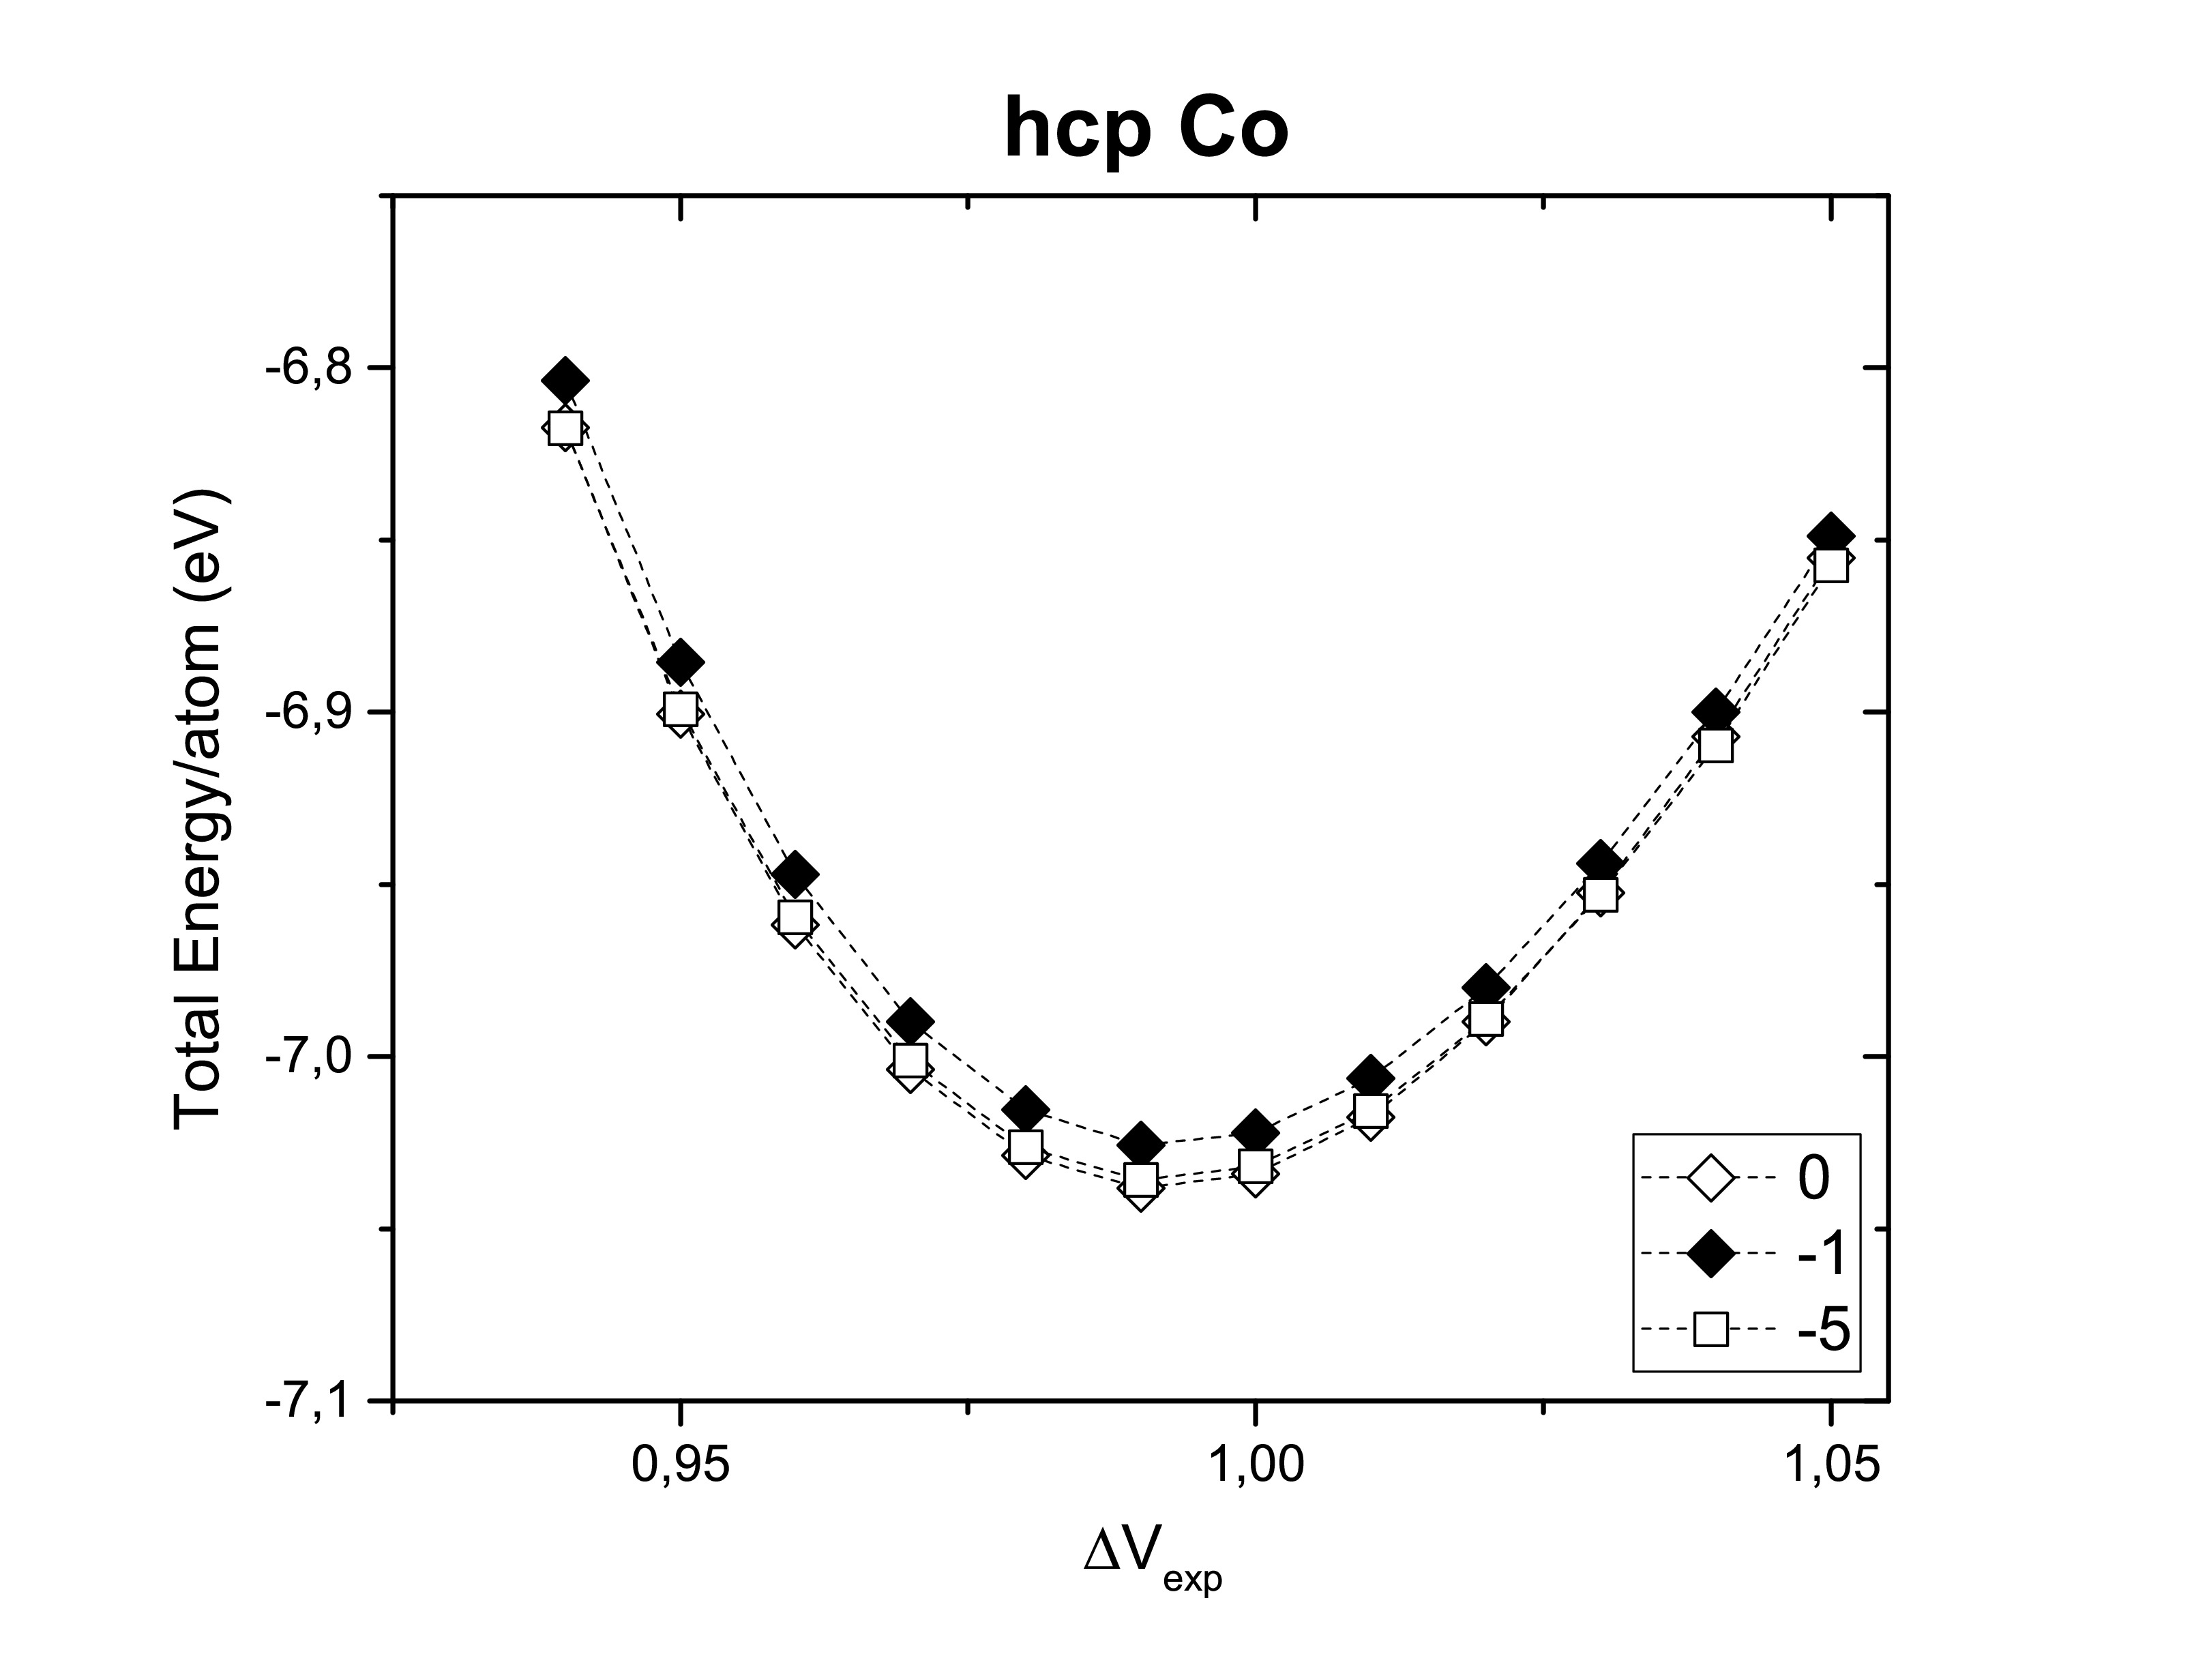 hcp Co
Total Energy/atom (eV)
-6,8
-6,9
-7,0
-7,1
0
-1
-5
0,95 1,00 1,05
ΔVexp